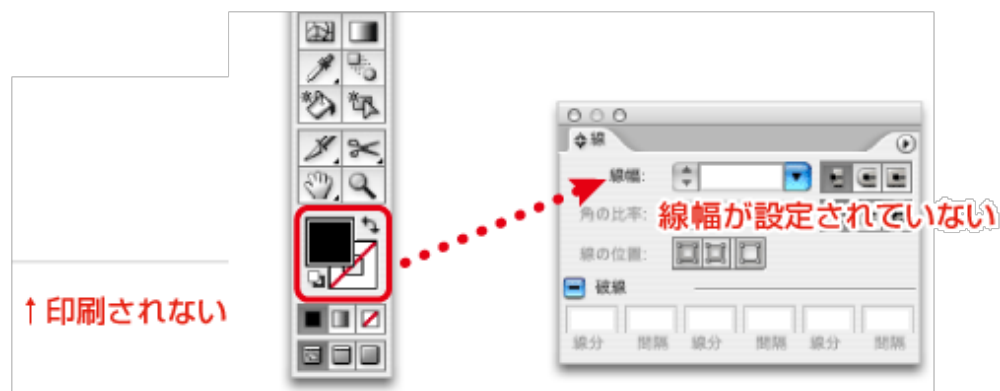 線
線幅:
角の比率:
線幅が設定されていない
線の位置:
破線
↑印刷されない
線分 間隔 線分 間隔 線分 間隔